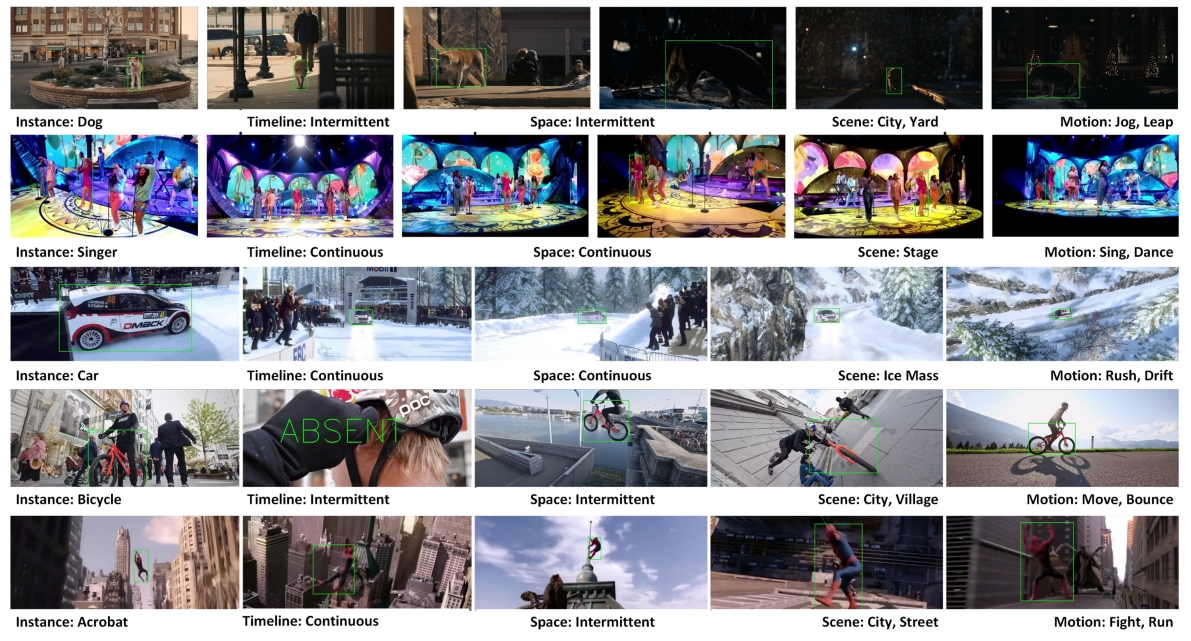 Instance: Dog Timeline: Intermittent Space: Intermittent Scene: City, Yard Motion: Jog, Leap
Instance: Singer Timeline: Continuous Space: Continuous Scene: Stage Motion: Sing, Dance
Mobil 1
48
DMACK
Instance: Car Timeline: Continuous Space: Continuous Scene: Ice Mass Motion: Rush, Drift
POC
ABSENT
Instance: Bicycle Timeline: Intermittent Space: Intermittent Scene: City, Village Motion: Move, Bounce
Instance: Acrobat Timeline: Continuous Space: Intermittent Scene: City, Street Motion: Fight, Run